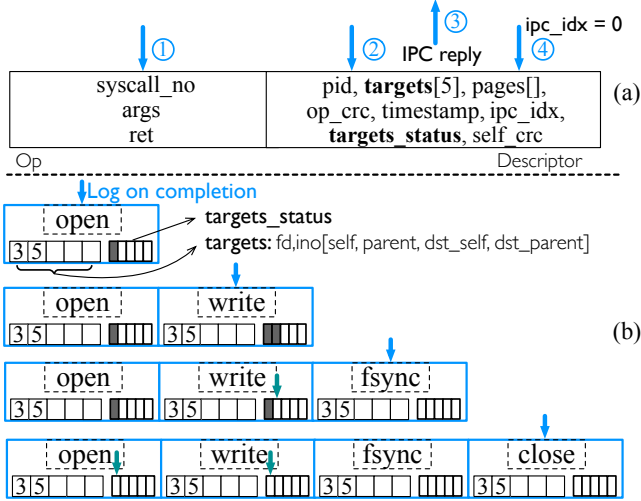 ① ② ③ ④
IPC reply
ipc_idx = 0
syscall_no
args
ret
pid, targets[5], pages[],
op_crc, timestamp, ipc_idx,
targets_status, self_crc
(a)
Op
Descriptor
Log on completion
open
3 5
targets_status
targets: fd,ino[self, parent, dst_self, dst_parent]
open write
3 5 3 5
(b)
open write fsync
3 5 3 5 3 5
open write fsync close
3 5 3 5 3 5 3 5